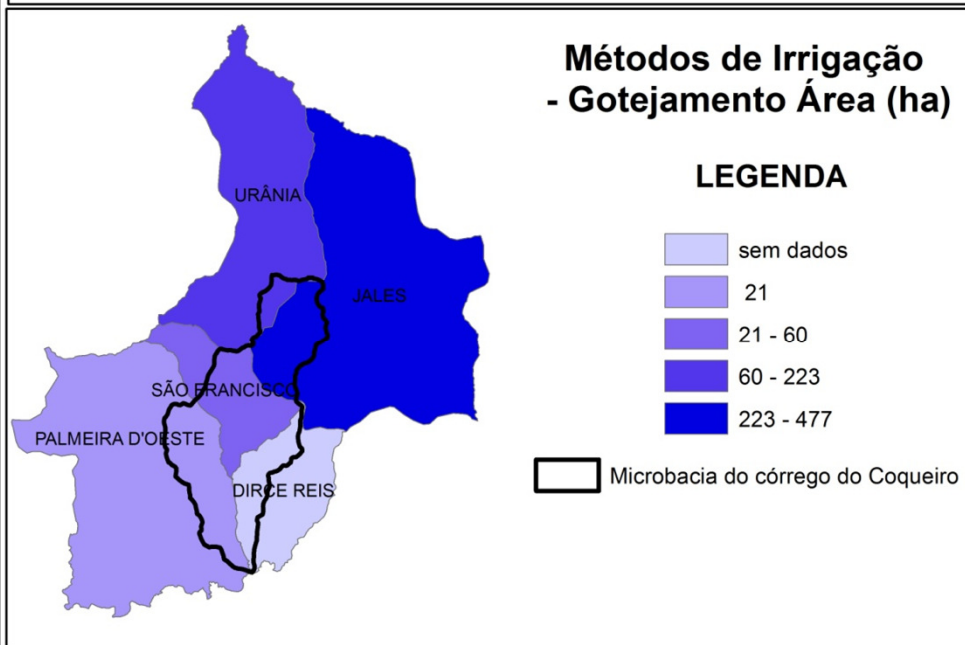 Métodos de Irrigação
- Gotejamento Área (ha)
LEGENDA
sem dados
21
21 - 60
60 - 223
223 - 477
Microbacia do córrego do Coqueiro
URÂNIA
JALES
SÃO FRANCISCO
PALMEIRA D'OESTE
DIRCE REIS